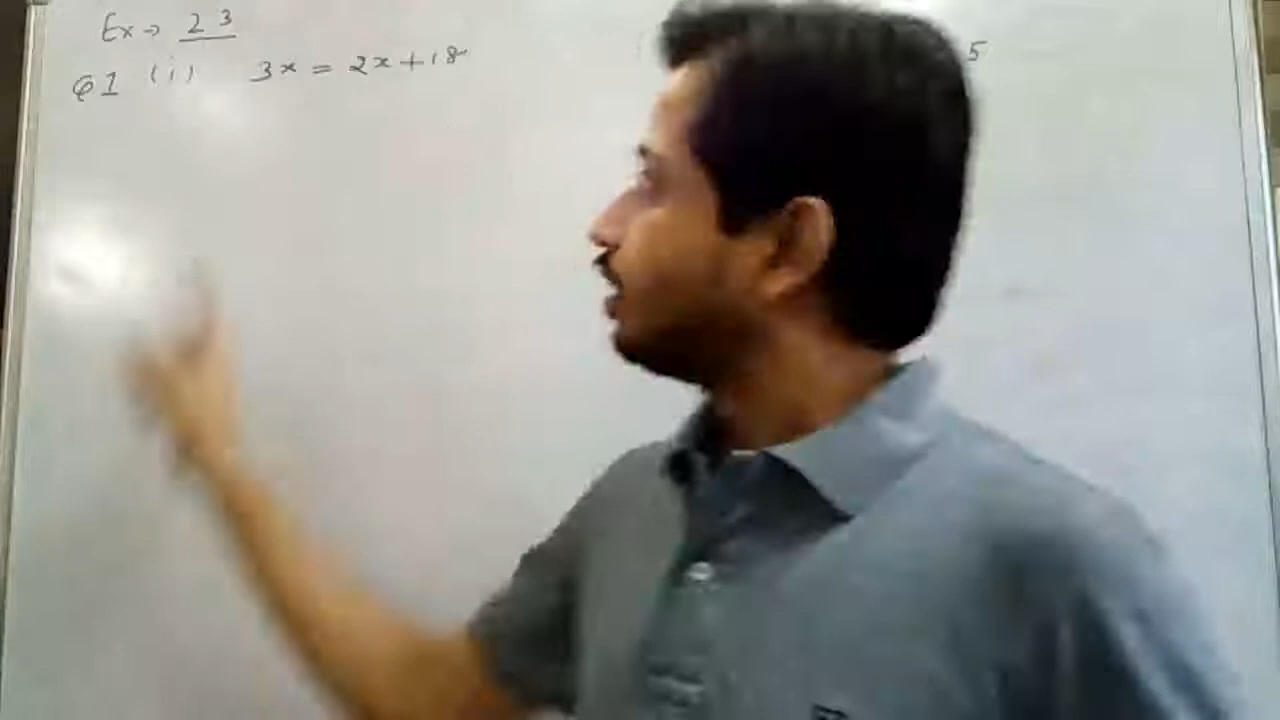 Ex → 2 3
Q1 (i) 3x = 2x + 18
5